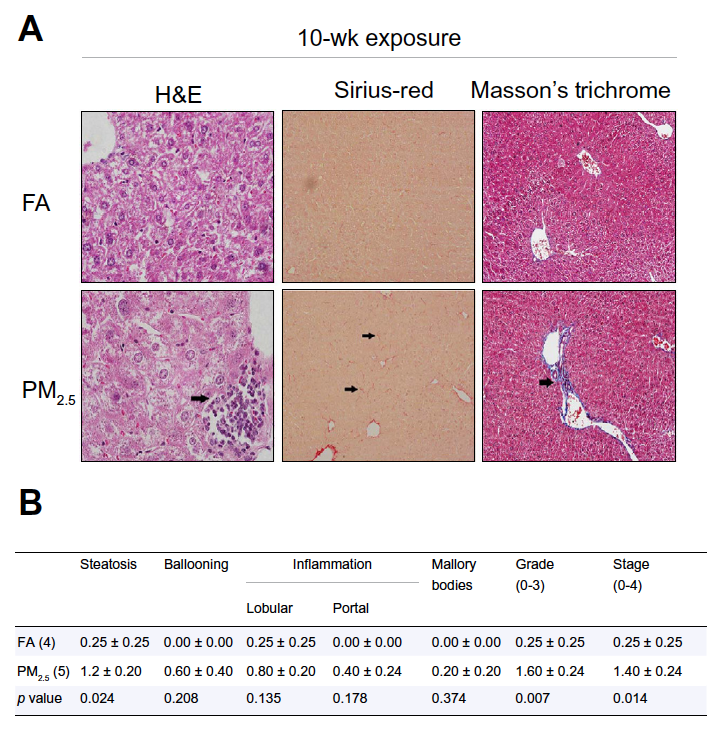 A
10-wk exposure
H&E
Sirius-red
Masson’s trichrome
FA
PM2.5
B
Steatosis Ballooning Inflammation Mallory bodies Grade (0-3) Stage (0-4)
Lobular Portal
FA (4) 0.25 ± 0.25 0.00 ± 0.00 0.25 ± 0.25 0.00 ± 0.00 0.00 ± 0.00 0.25 ± 0.25 0.25 ± 0.25
PM2.5 (5) 1.2 ± 0.20 0.60 ± 0.40 0.80 ± 0.20 0.40 ± 0.24 0.20 ± 0.20 1.60 ± 0.24 1.40 ± 0.24
p value 0.024 0.208 0.135 0.178 0.374 0.007 0.014